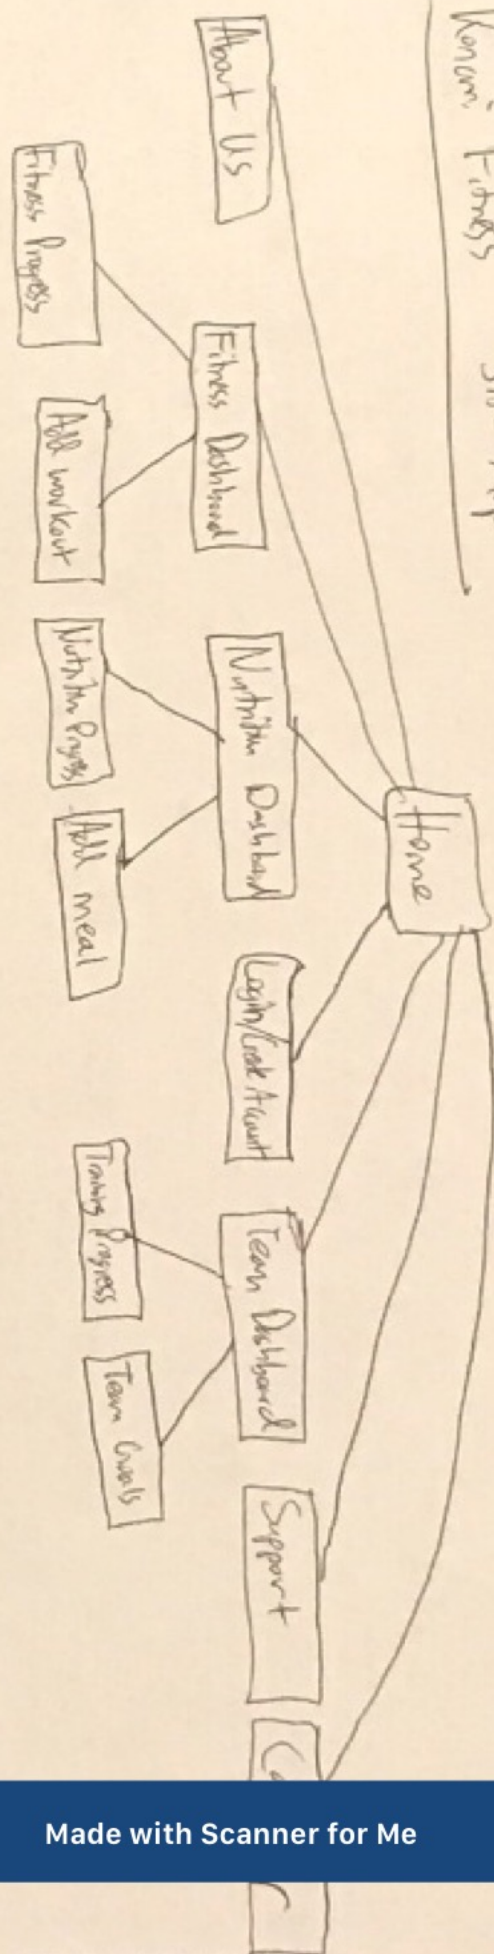 Fitness
Home
About Us
Fitness Dashboard
Nutrition Dashboard
Login/Create Account
Team Dashboard
Support
Fitness Progress
Add workout
Nutrition Progress
Add meal
Training Progress
Team Goals
Made with Scanner for Me